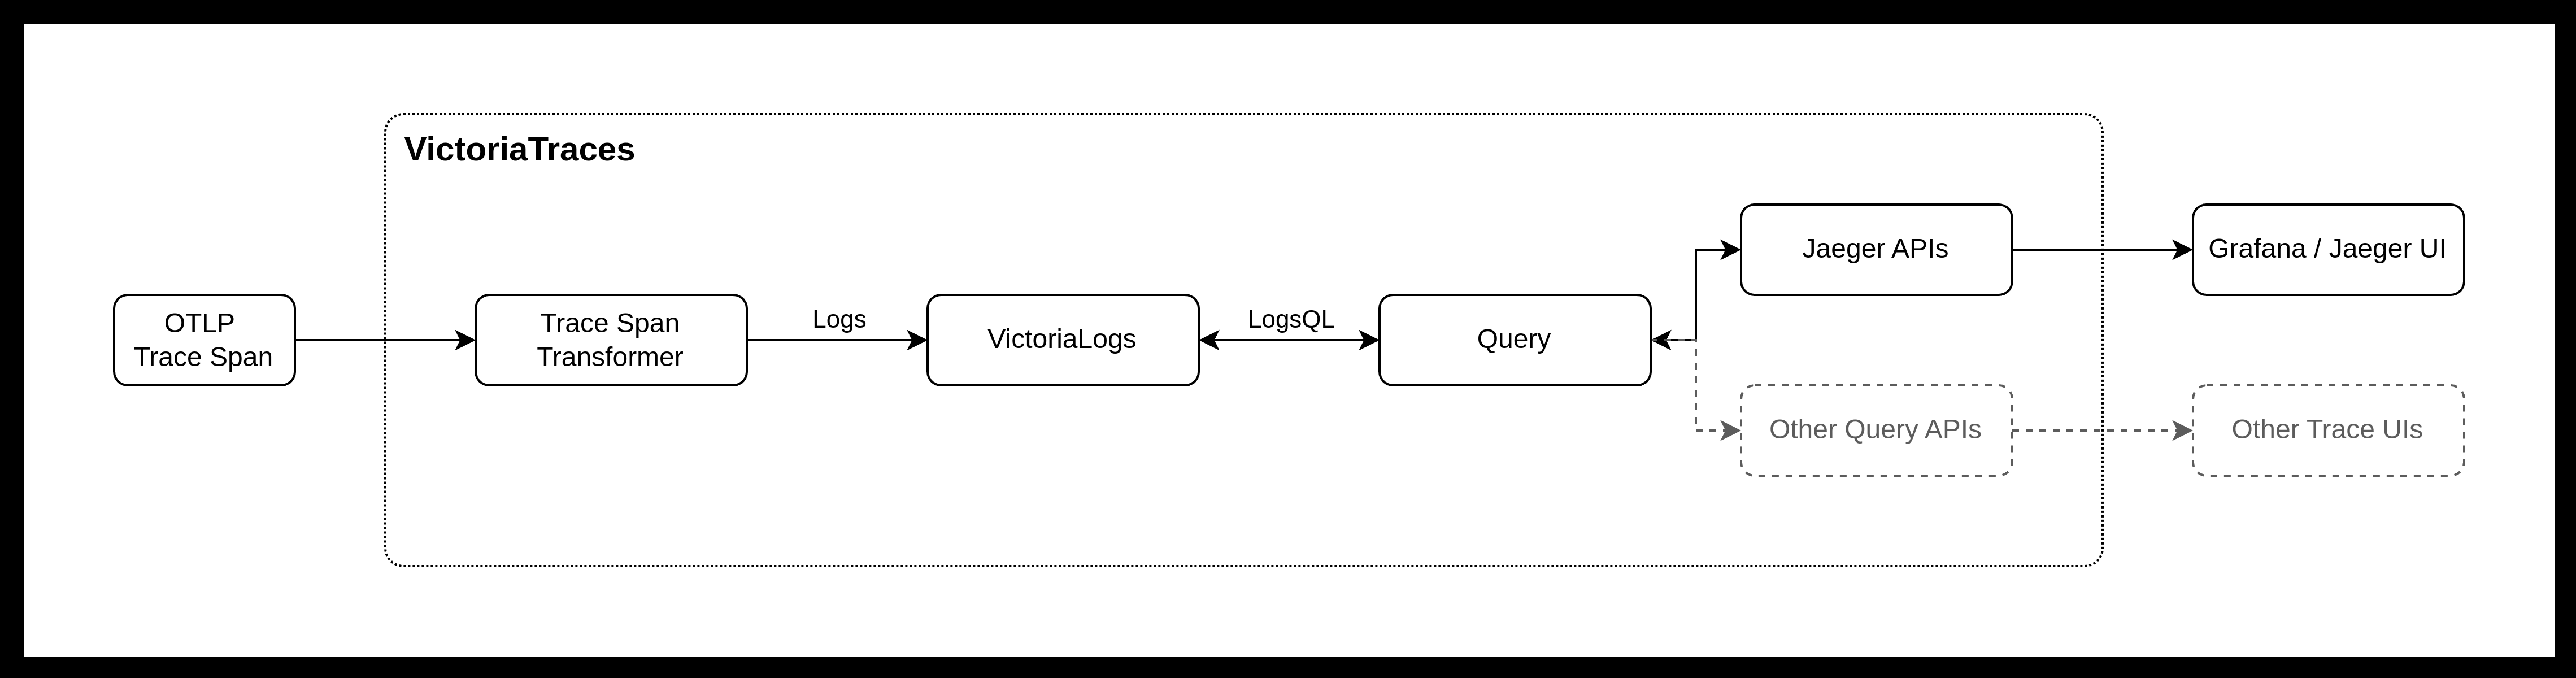 VictoriaTraces
OTLP
Trace Span
Trace Span
Transformer
Logs
VictoriaLogs
LogsQL
Query
Jaeger APIs
Grafana / Jaeger UI
Other Query APIs
Other Trace UIs